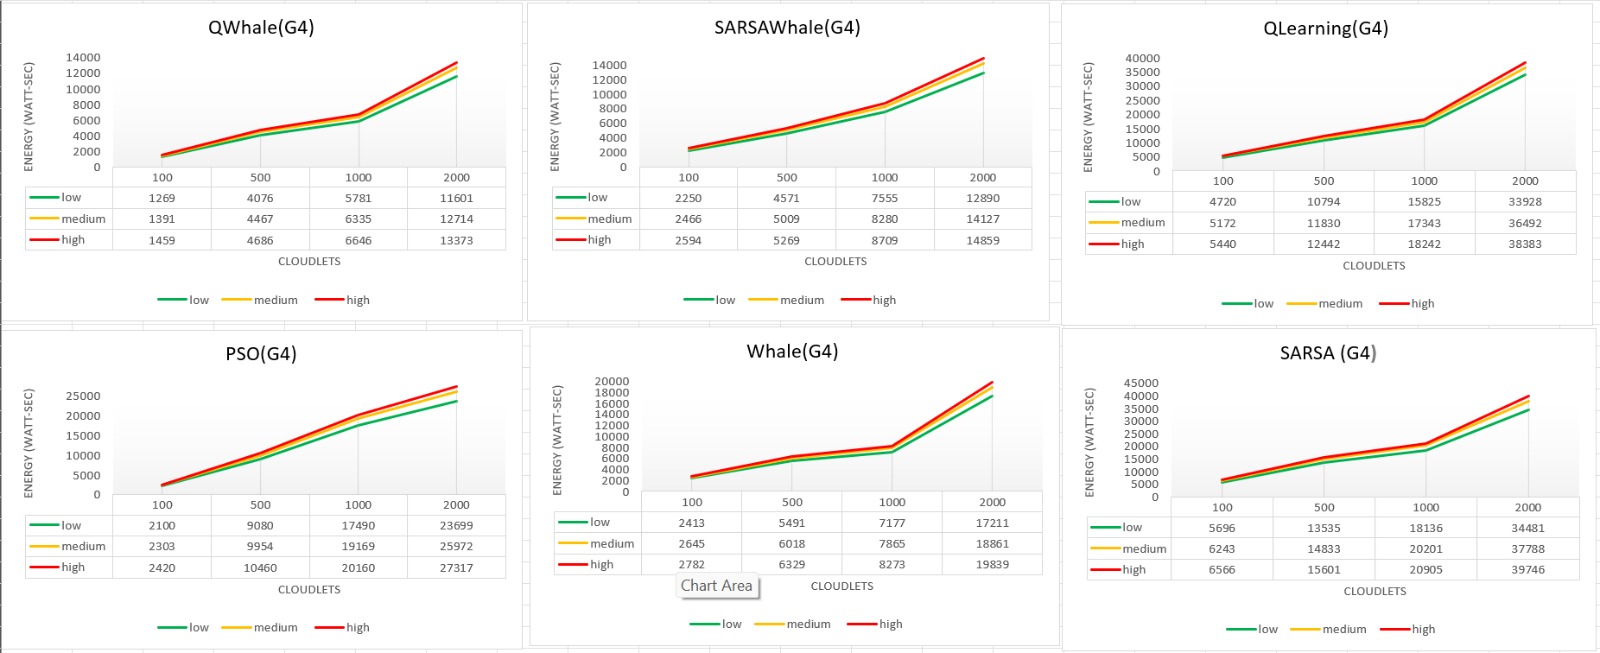 QWhale(G4)
ENERGY (WATT-SEC)
14000
12000
10000
8000
6000
4000
2000
0
100 500 1000 2000
low 1269 4076 5781 11601
medium 1391 4467 6335 12714
high 1459 4686 6646 13373
CLOUDLETS
low medium high
SARSAWhale(G4)
ENERGY (WATT-SEC)
14000
12000
10000
8000
6000
4000
2000
0
100 500 1000 2000
low 2250 4571 7555 12890
medium 2466 5009 8280 14127
high 2594 5269 8709 14859
CLOUDLETS
low medium high
QLearning(G4)
ENERGY (WATT-SEC)
40000
35000
30000
25000
20000
15000
10000
5000
0
100 500 1000 2000
low 4720 10794 15825 33928
medium 5172 11830 17343 36492
high 5440 12442 18242 38383
CLOUDLETS
low medium high
PSO(G4)
ENERGY (WATT-SEC)
25000
20000
15000
10000
5000
0
100 500 1000 2000
low 2100 9080 17490 23699
medium 2303 9954 19169 25972
high 2420 10460 20160 27317
CLOUDLETS
low medium high
Whale(G4)
ENERGY (WATT-SEC)
20000
18000
16000
14000
12000
10000
8000
6000
4000
2000
0
100 500 1000 2000
low 2413 5491 7177 17211
medium 2645 6018 7865 18861
high 2782 6329 8273 19839
Chart Area
CLOUDLETS
low medium high
SARSA (G4)
ENERGY (WATT-SEC)
45000
40000
35000
30000
25000
20000
15000
10000
5000
0
100 500 1000 2000
low 5696 13535 18136 34481
medium 6243 14833 20201 37788
high 6566 15601 20905 39746
CLOUDLETS
low medium high